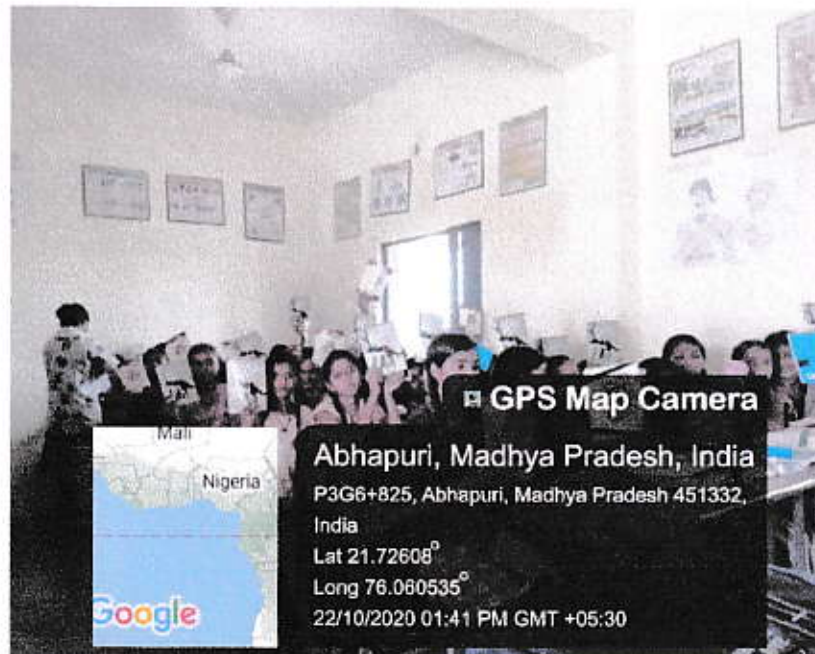 GPS Map Camera
Mali
Nigeria
Google
Abhapuri, Madhya Pradesh, India
P3G6+825, Abhapuri, Madhya Pradesh 451332,
India
Lat 21.72608°
Long 76.060535°
22/10/2020 01:41 PM GMT +05:30